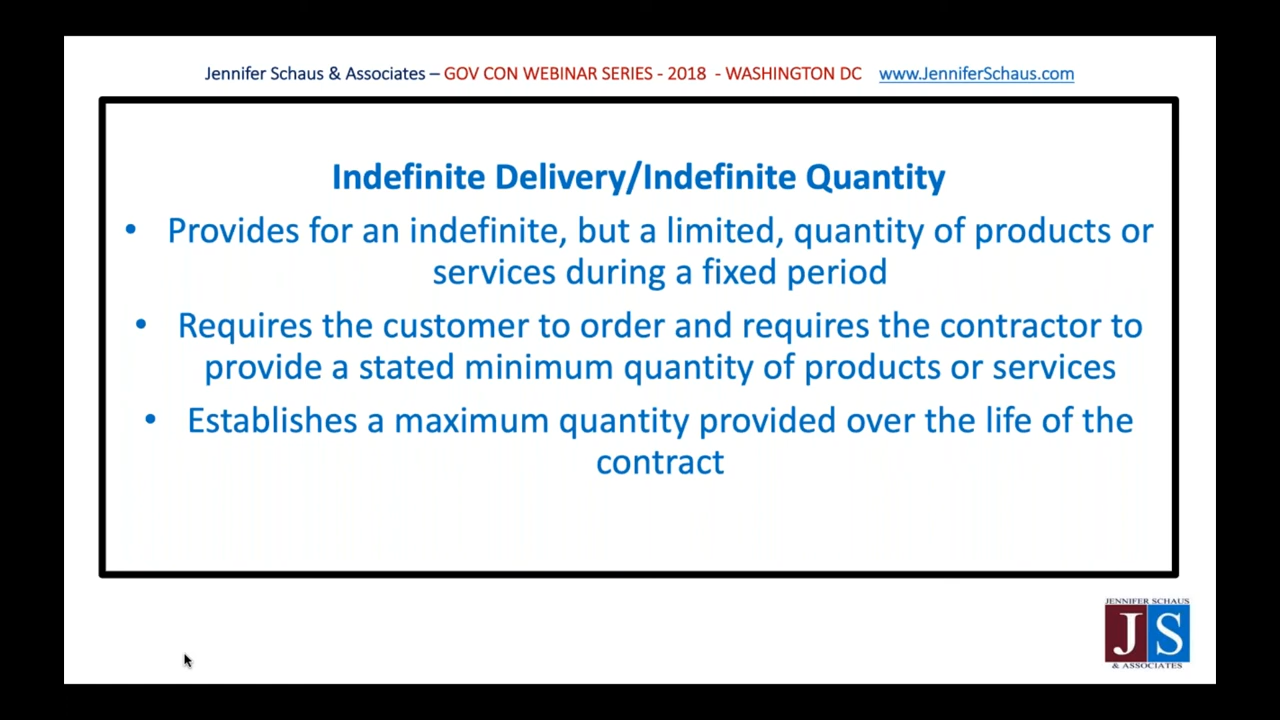 Jennifer Schaus & Associates – GOV CON WEBINAR SERIES - 2018 - WASHINGTON DC www.JenniferSchaus.com
Indefinite Delivery/Indefinite Quantity
• Provides for an indefinite, but a limited, quantity of products or
services during a fixed period
• Requires the customer to order and requires the contractor to
provide a stated minimum quantity of products or services
• Establishes a maximum quantity provided over the life of the
contract
JENNIFER SCHAUS
J S
& ASSOCIATES